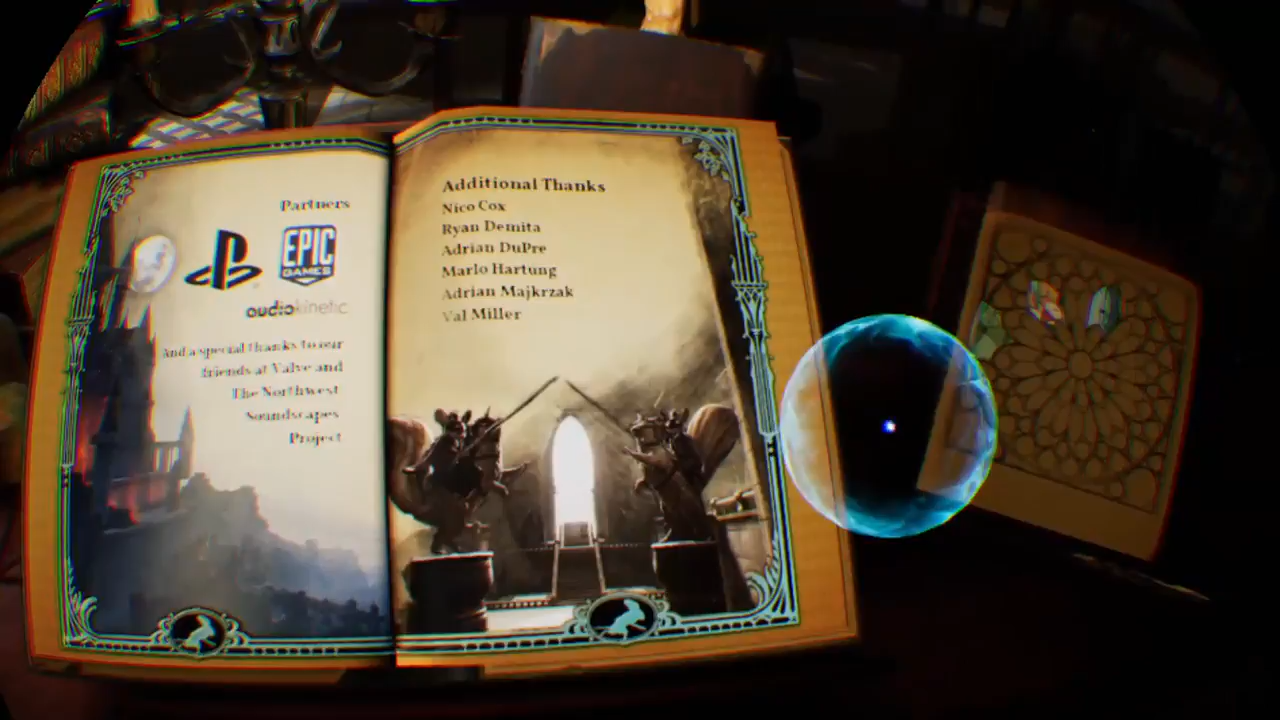 Partners
EPIC
GAMES
audiokinetic
And a special thanks to our
friends at Valve and
The Northwest
Soundscapes
Project
Additional Thanks
Nico Cox
Ryan Demita
Adrian DuPre
Marlo Hartung
Adrian Majkrzak
Val Miller